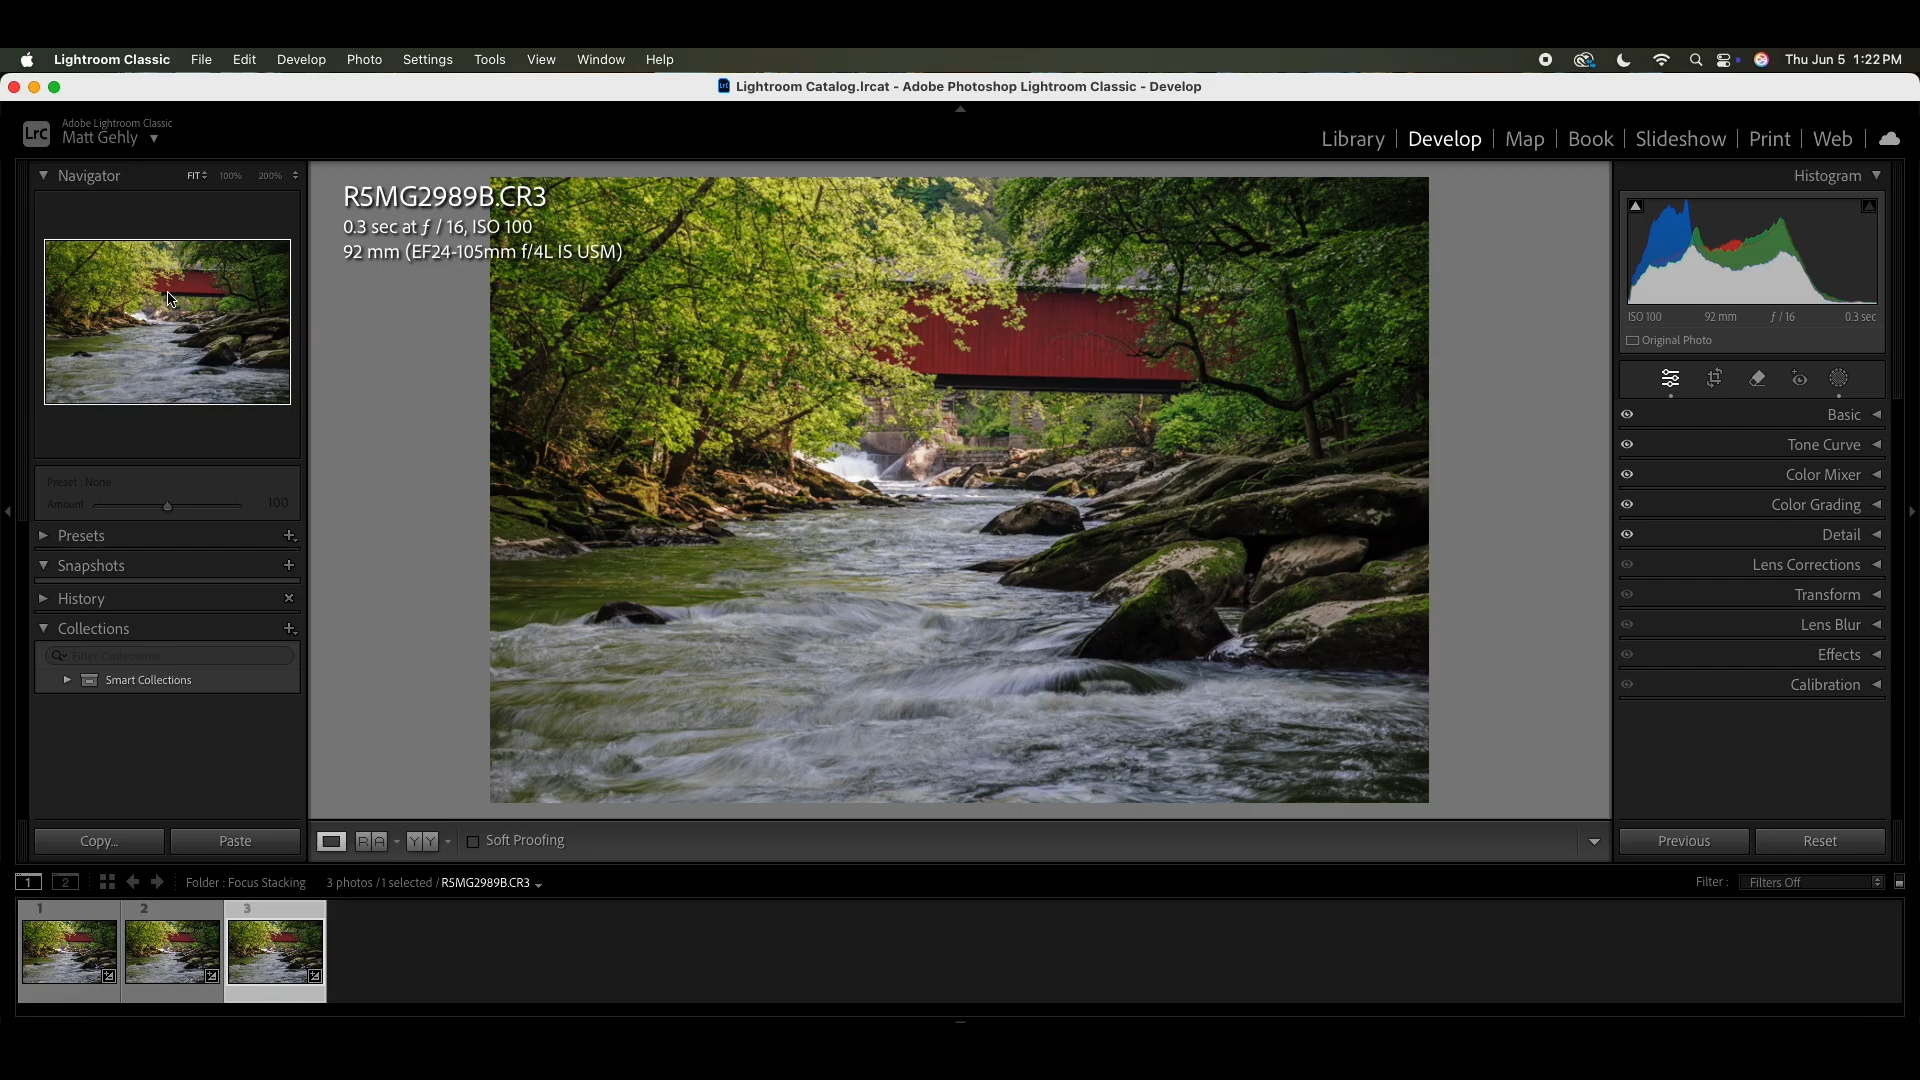 Lightroom Classic File Edit Develop Photo Settings Tools View Window Help Thu Jun 5 1:22 PM
Lightroom Catalog.lrcat - Adobe Photoshop Lightroom Classic - Develop
Lrc Adobe Lightroom Classic
Matt Gehly
Library Develop Map Book Slideshow Print Web
Navigator FIT 100% 200%
Preset : None
Amount 100
Presets
Snapshots
History
Collections
Filter Collections
Smart Collections
Copy... Paste
R5MG2989B.CR3
0.3 sec at ƒ / 16, ISO 100
92 mm (EF24-105mm f/4L IS USM)
R A Y Y Soft Proofing
Histogram
ISO 100 92 mm ƒ / 16 0.3 sec
Original Photo
Basic
Tone Curve
Color Mixer
Color Grading
Detail
Lens Corrections
Transform
Lens Blur
Effects
Calibration
Previous Reset
1 2 Folder : Focus Stacking 3 photos / 1 selected / R5MG2989B.CR3 Filter : Filters Off
1 2 3